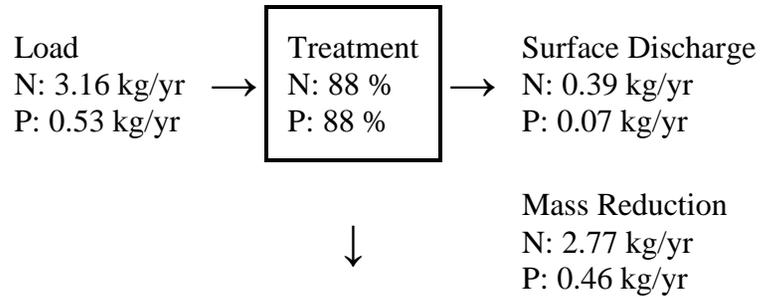 Load
N: 3.16 kg/yr
P: 0.53 kg/yr
Treatment
N: 88 %
P: 88 %
Surface Discharge
N: 0.39 kg/yr
P: 0.07 kg/yr
Mass Reduction
N: 2.77 kg/yr
P: 0.46 kg/yr